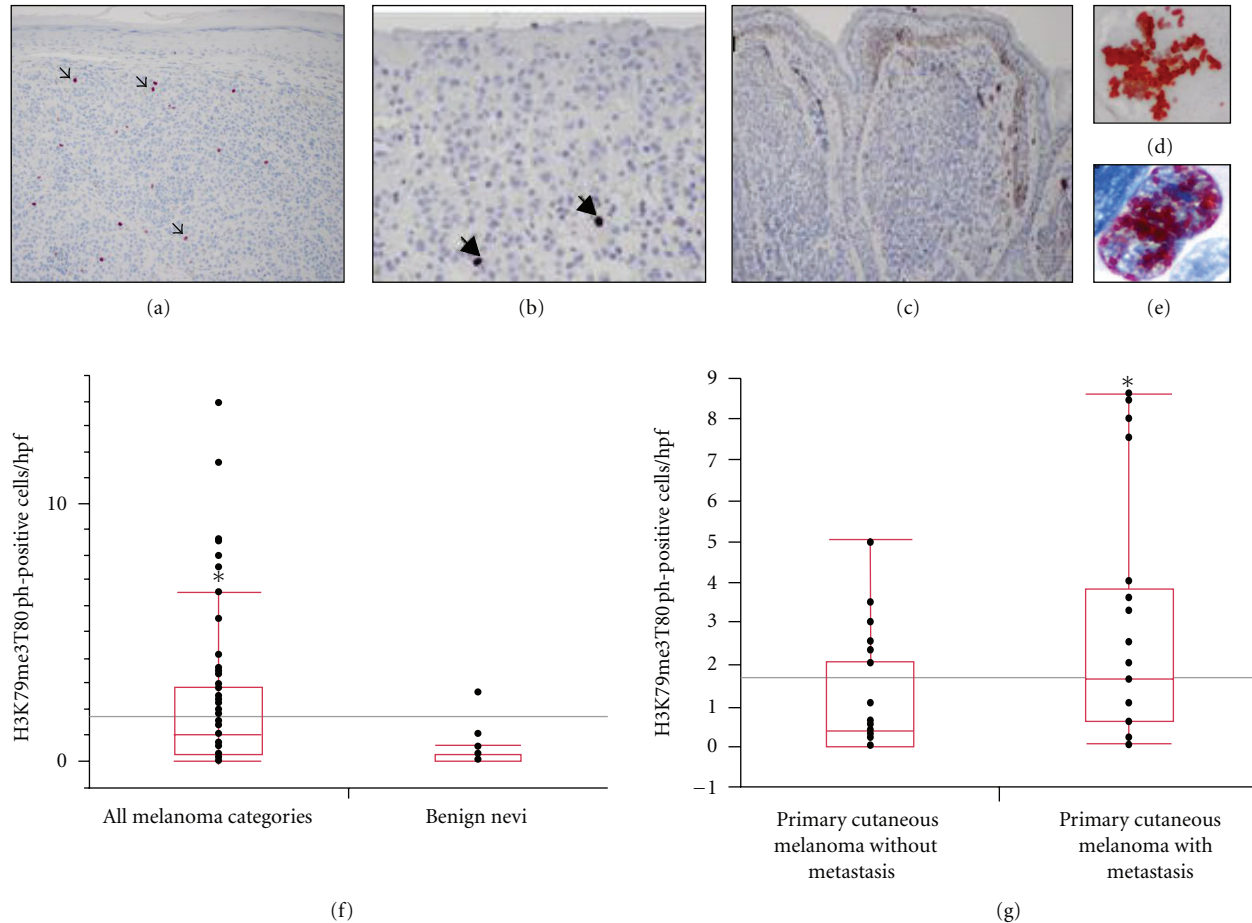 (a)
(b)
(c)
(d)
(e)
H3K79me3T80 ph-positive cells/hpf
10
0
*
All melanoma categories
Benign nevi
(f)
H3K79me3T80 ph-positive cells/hpf
9
8
7
6
5
4
3
2
1
0
−1
*
Primary cutaneous
melanoma without
metastasis
Primary cutaneous
melanoma with
metastasis
(g)